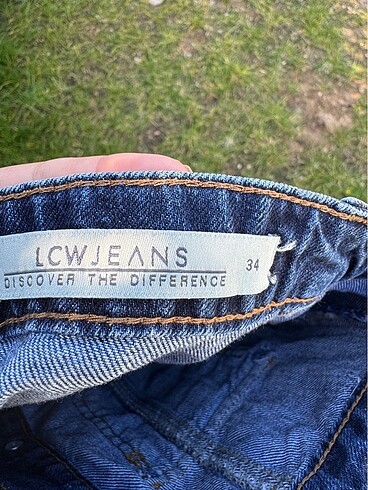 LCWJEANS
DISCOVER THE DIFFERENCE
34